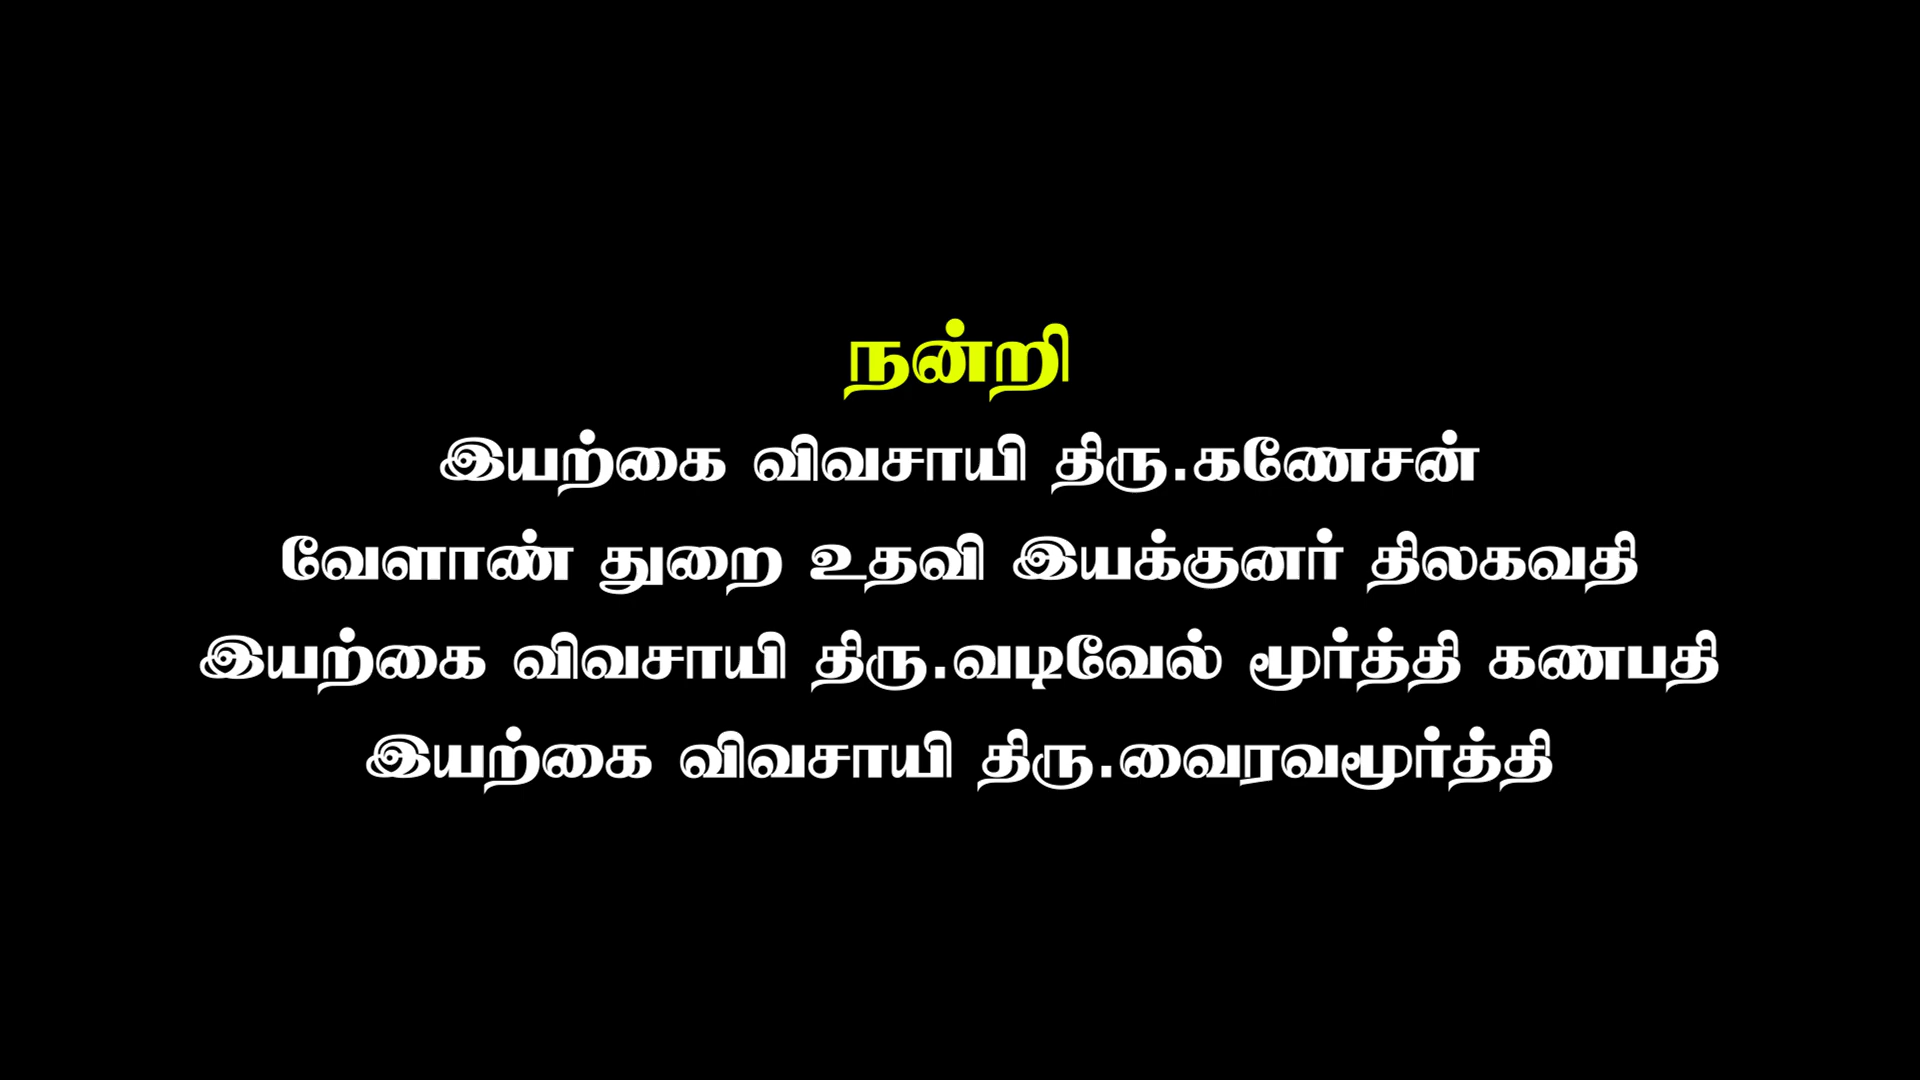 நன்றி
இயற்கை விவசாயி திரு.கணேசன்
வேளாண் துறை உதவி இயக்குனர் திலகவதி
இயற்கை விவசாயி திரு.வடிவேல் மூர்த்தி கணபதி
இயற்கை விவசாயி திரு.வைரவமூர்த்தி